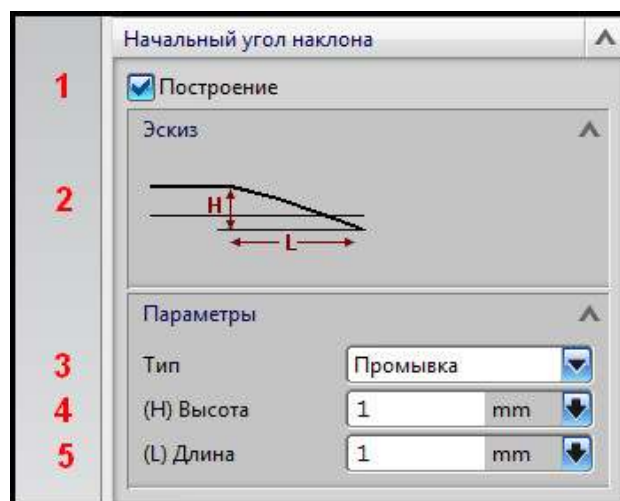 Начальный угол наклона
1 Построение
Эскиз
2
H
L
Параметры
3 Тип Промывка
4 (H) Высота 1 mm
5 (L) Длина 1 mm